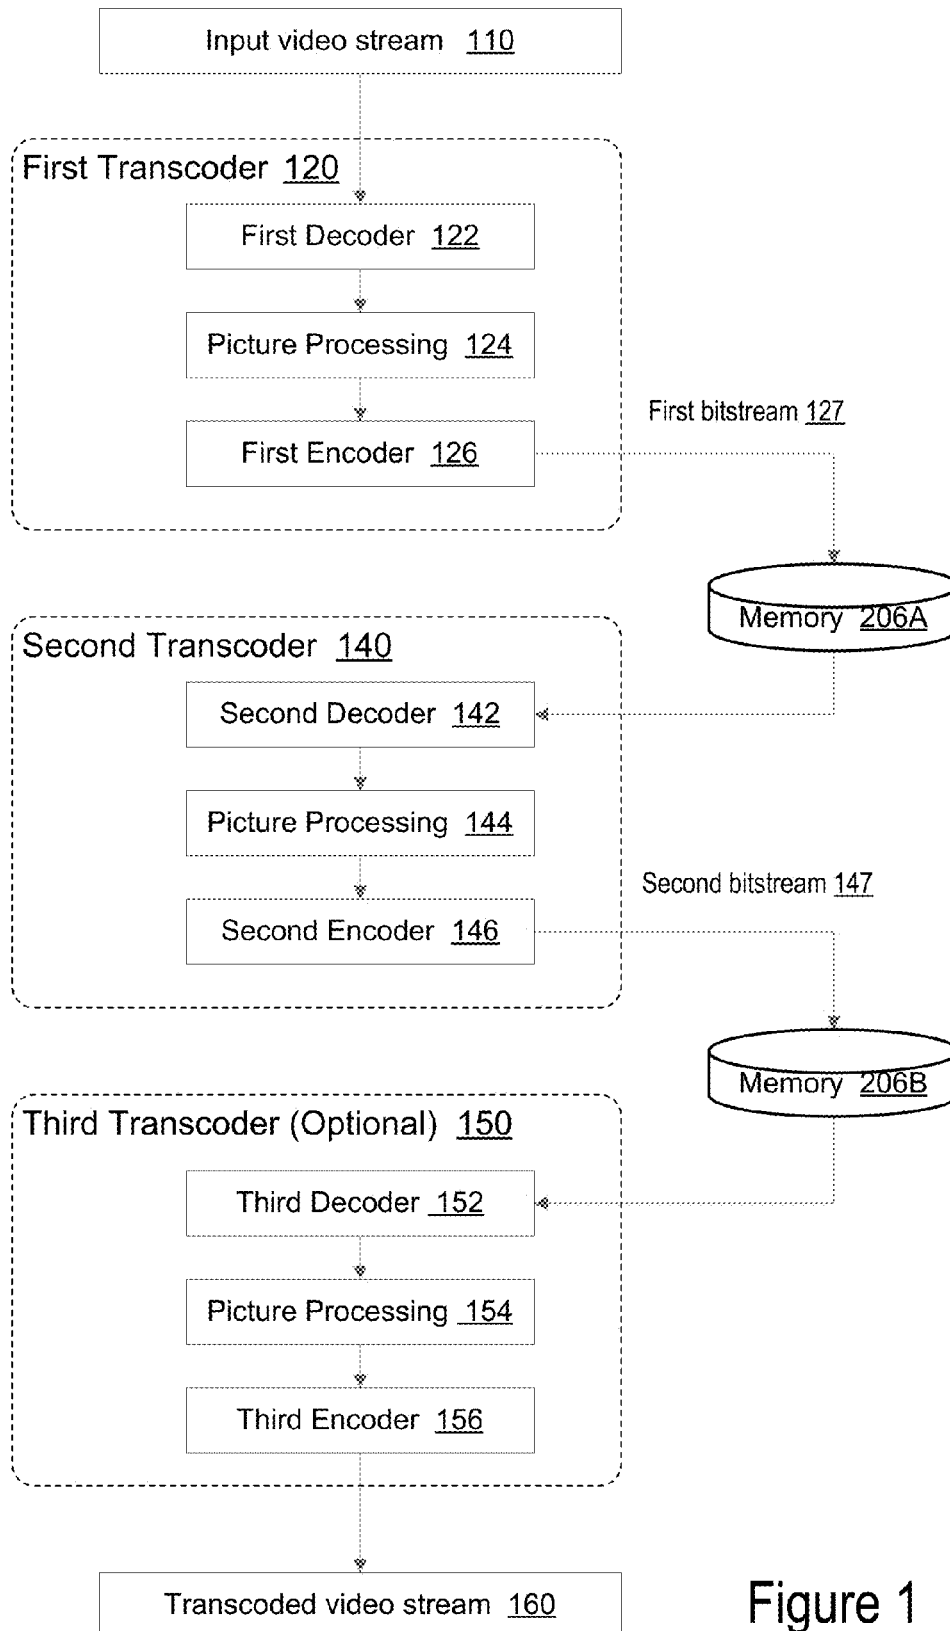 Input video stream 110
First Transcoder 120
First Decoder 122
Picture Processing 124
First Encoder 126
First bitstream 127
Memory 206A
Second Transcoder 140
Second Decoder 142
Picture Processing 144
Second Encoder 146
Second bitstream 147
Memory 206B
Third Transcoder (Optional) 150
Third Decoder 152
Picture Processing 154
Third Encoder 156
Transcoded video stream 160
Figure 1